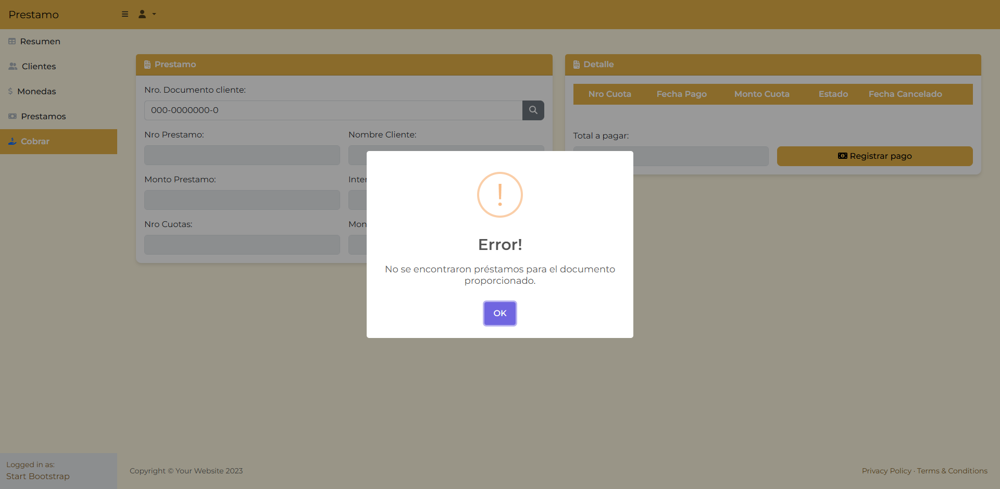 Prestamo
Resumen
Clientes
Monedas
Prestamos
Cobrar
Prestamo
Nro. Documento cliente:
000-0000000-0
Nro Prestamo:
Nombre Cliente:
Monto Prestamo:
Inter
Nro Cuotas:
Mon
Detalle
Nro Cuota Fecha Pago Monto Cuota Estado Fecha Cancelado
Total a pagar:
Registrar pago
!
Error!
No se encontraron préstamos para el documento
proporcionado.
OK
Logged in as:
Start Bootstrap
Copyright © Your Website 2023
Privacy Policy · Terms & Conditions